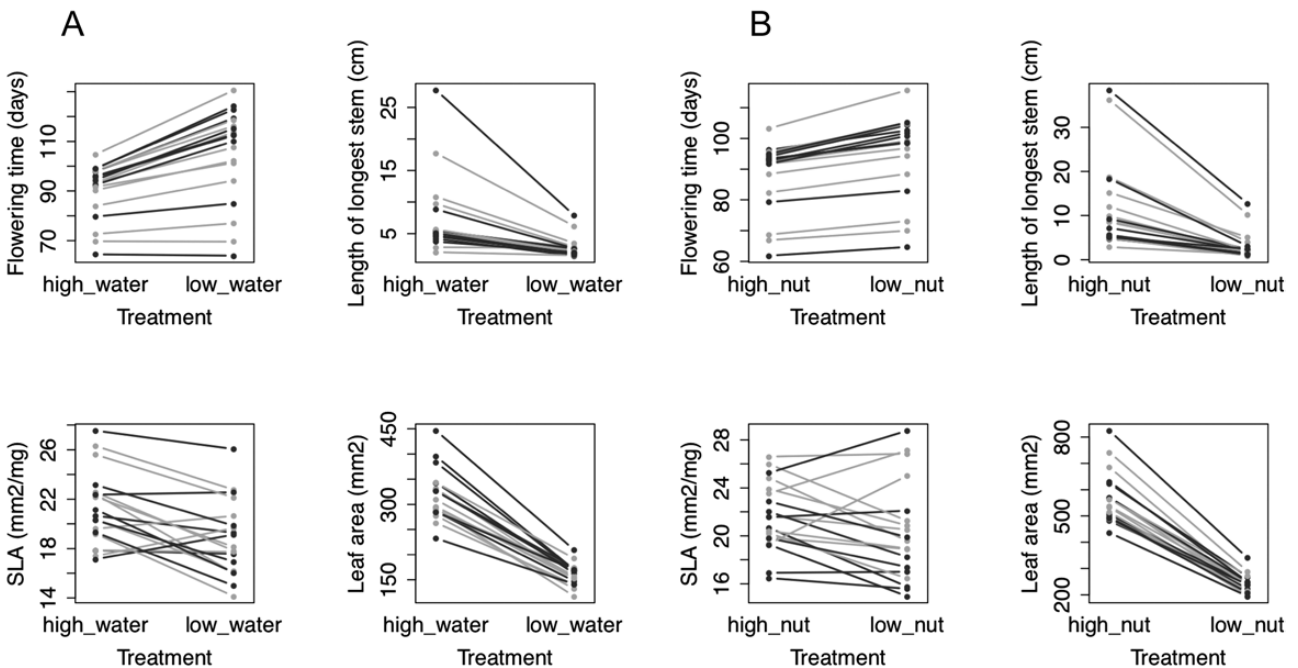 A
B
Flowering time (days)
70
90
110
high_water
low_water
Treatment
Length of longest stem (cm)
5
15
25
high_water
low_water
Treatment
Flowering time (days)
60
80
100
high_nut
low_nut
Treatment
Length of longest stem (cm)
0
10
20
30
high_nut
low_nut
Treatment
SLA (mm2/mg)
14
18
22
26
high_water
low_water
Treatment
Leaf area (mm2)
150
300
450
high_water
low_water
Treatment
SLA (mm2/mg)
16
20
24
28
high_nut
low_nut
Treatment
Leaf area (mm2)
200
500
800
high_nut
low_nut
Treatment